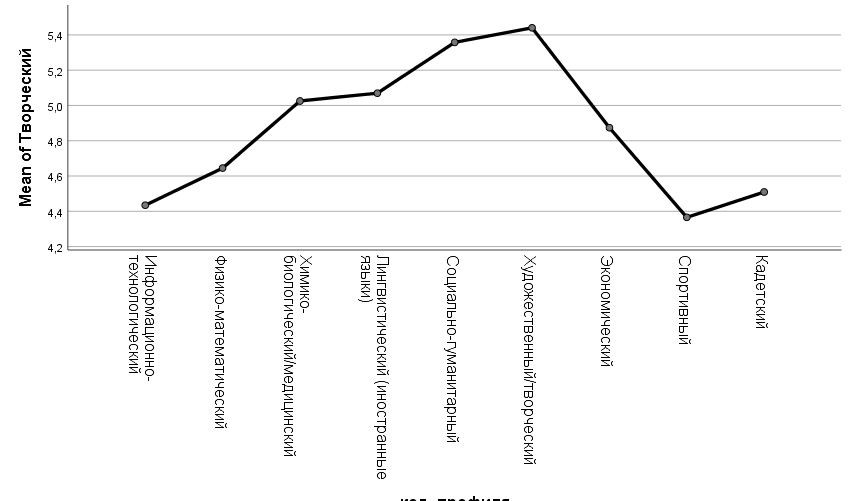 Mean of Творческий
5,4
5,2
5,0
4,8
4,6
4,4
4,2
Информационно-
технологический
Физико-математический
Химико-
биологический/медицинский
Лингвистический (иностранные
языки)
Социально-гуманитарный
Художественный/творческий
Экономический
Спортивный
Кадетский